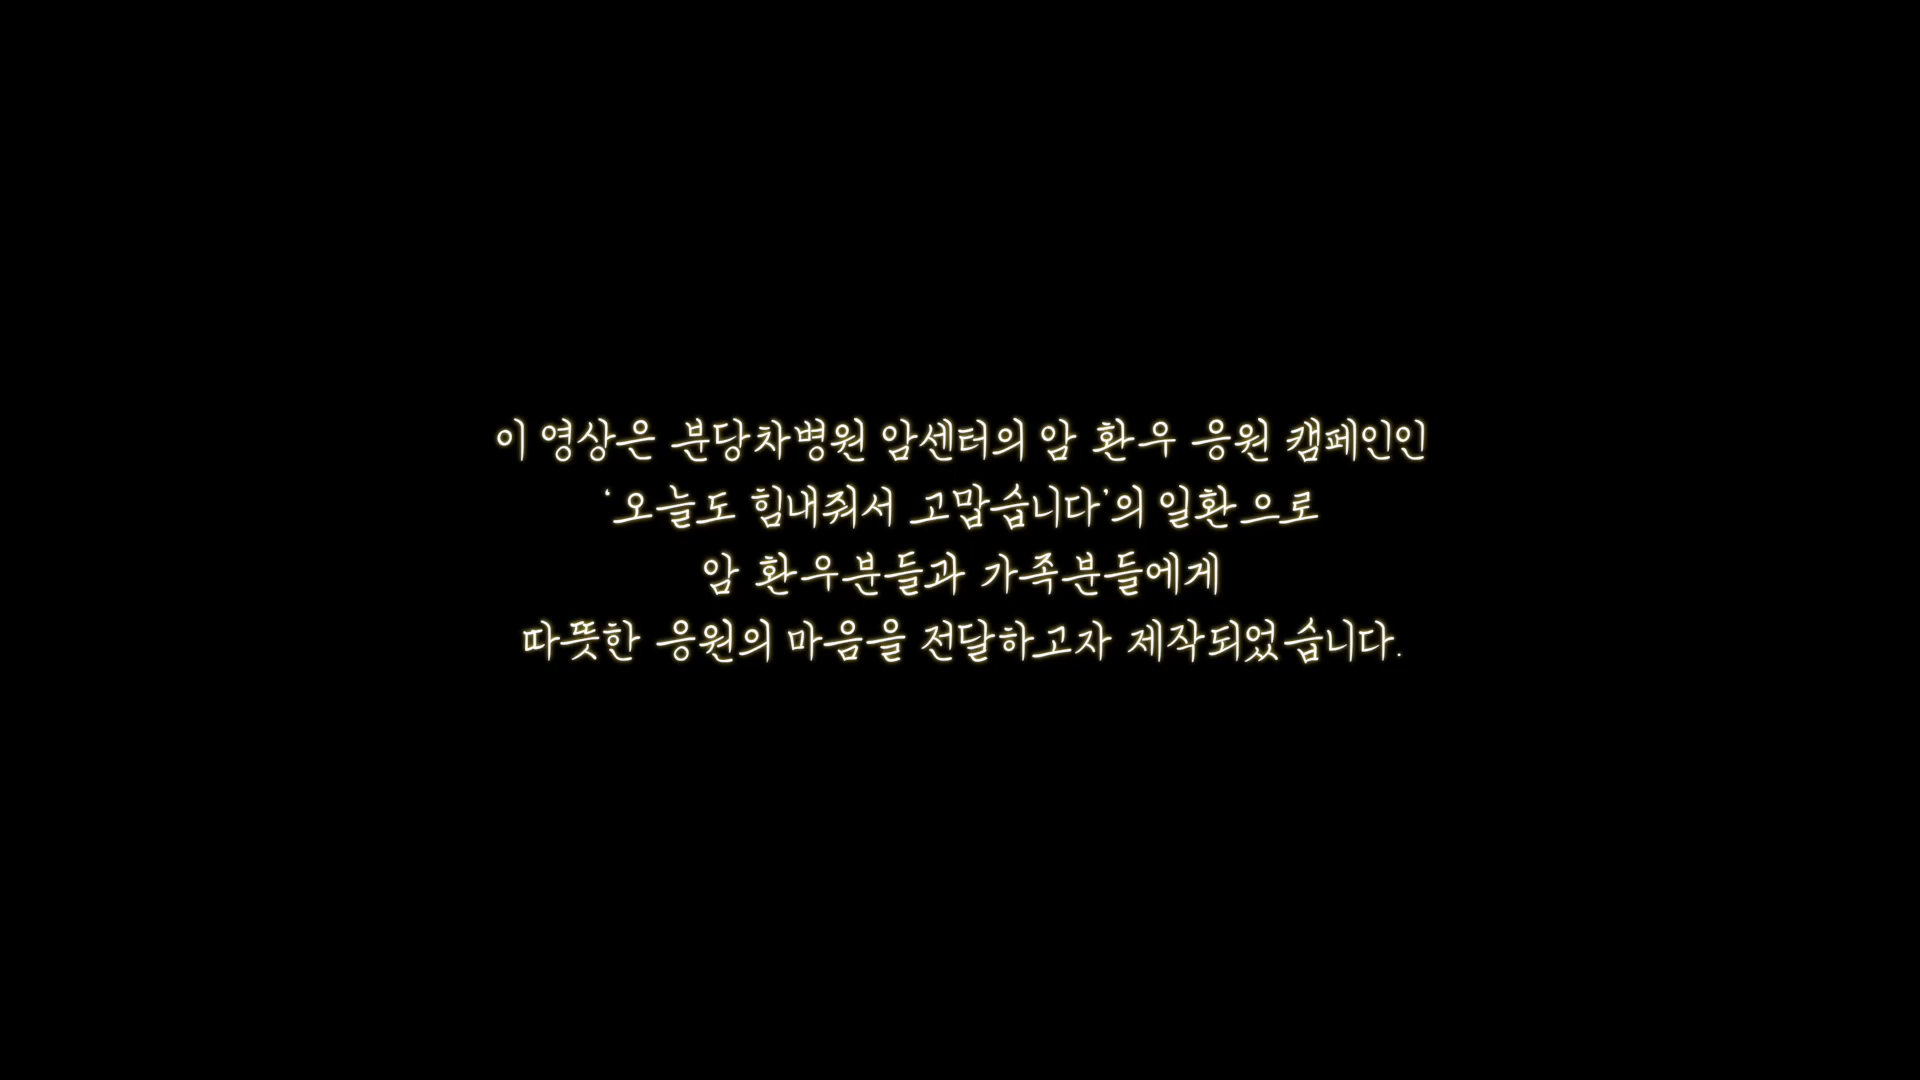 이 영상은 분당차병원 암센터의 암 환우 응원 캠페인인
‘오늘도 힘내줘서 고맙습니다’의 일환으로
암 환우분들과 가족분들에게
따뜻한 응원의 마음을 전달하고자 제작되었습니다.